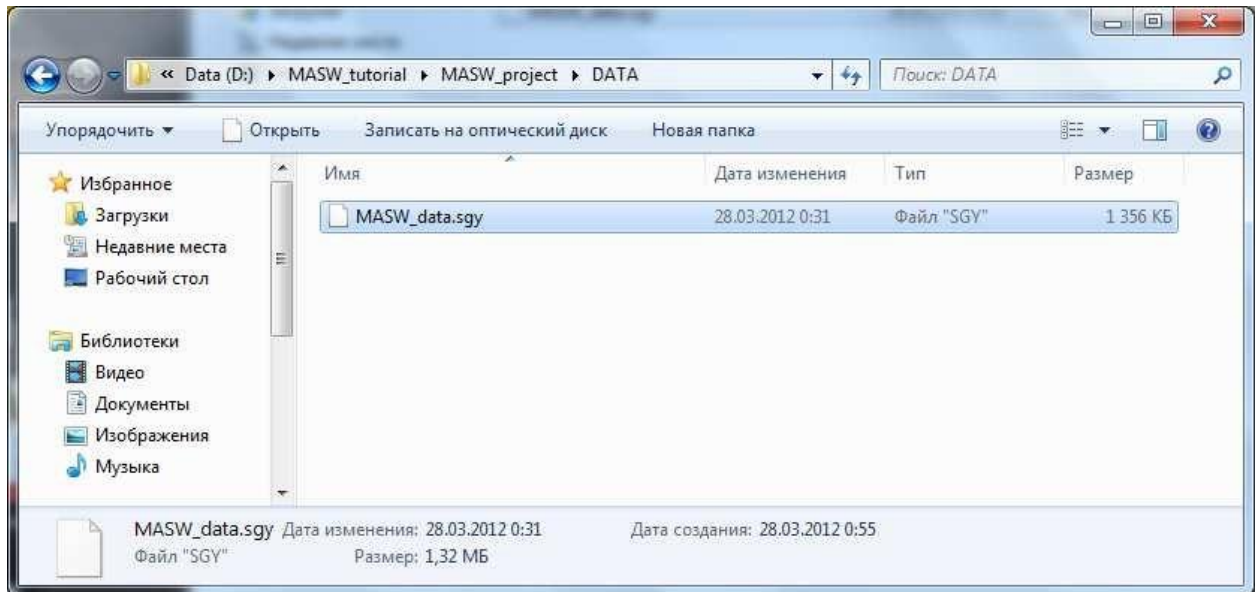 « Data (D:) ▸ MASW_tutorial ▸ MASW_project ▸ DATA
Поиск: DATA
Упорядочить Открыть Записать на оптический диск Новая папка
Имя Дата изменения Тип Размер
MASW_data.sgy 28.03.2012 0:31 Файл "SGY" 1 356 КБ
Избранное
Загрузки
Недавние места
Рабочий стол
Библиотеки
Видео
Документы
Изображения
Музыка
MASW_data.sgy Дата изменения: 28.03.2012 0:31 Дата создания: 28.03.2012 0:55
Файл "SGY" Размер: 1,32 МБ